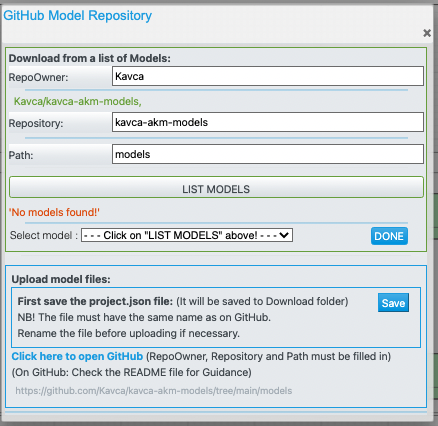 GitHub Model Repository
×
Download from a list of Models:
RepoOwner: Kavca
Kavca/kavca-akm-models,
Repository: kavca-akm-models
Path: models
LIST MODELS
'No models found!'
Select model : - - - Click on "LIST MODELS" above! - - - DONE
Upload model files:
First save the project.json file: (It will be saved to Download folder) Save
NB! The file must have the same name as on GitHub.
Rename the file before uploading if necessary.
Click here to open GitHub (RepoOwner, Repository and Path must be filled in)
(On GitHub: Check the README file for Guidance)
https://github.com/Kavca/kavca-akm-models/tree/main/models